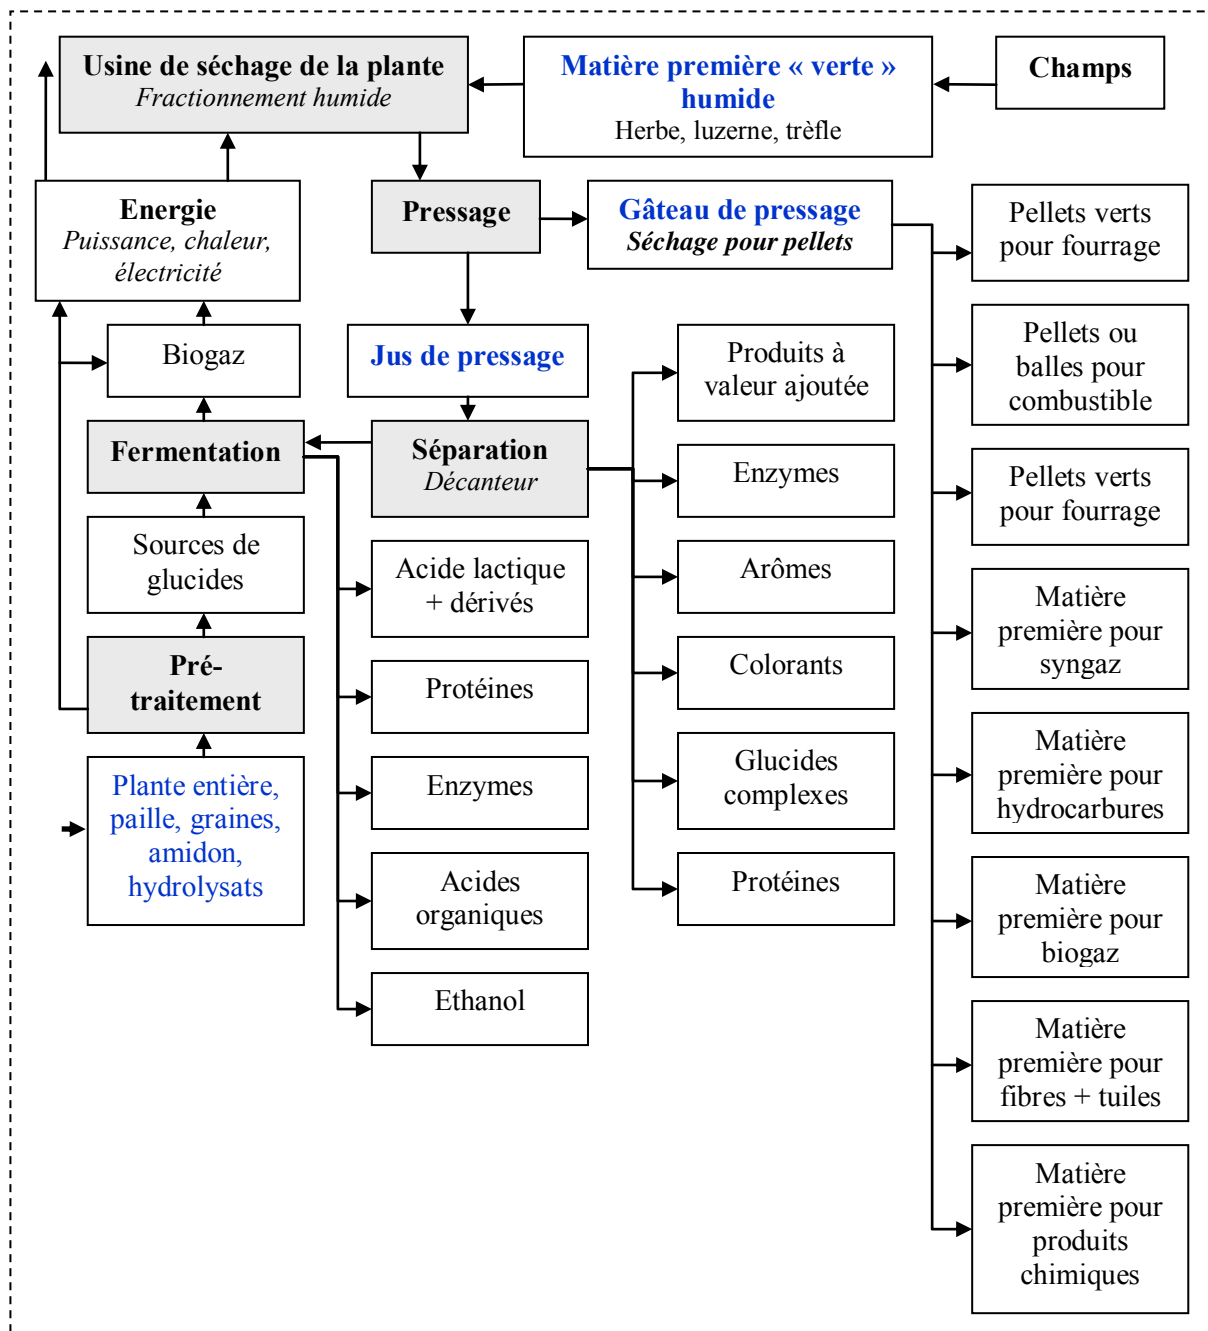 Usine de séchage de la plante
Fractionnement humide
Matière première « verte »
humide
Herbe, luzerne, trèfle
Champs
Energie
Puissance, chaleur,
électricité
Pressage
Gâteau de pressage
Séchage pour pellets
Pellets verts
pour fourrage
Biogaz
Jus de pressage
Produits à
valeur ajoutée
Pellets ou
balles pour
combustible
Fermentation
Séparation
Décanteur
Enzymes
Pellets verts
pour fourrage
Sources de
glucides
Acide lactique
+ dérivés
Arômes
Matière
première pour
syngaz
Pré-
traitement
Protéines
Colorants
Matière
première pour
hydrocarbures
Plante entière,
paille, graines,
amidon,
hydrolysats
Enzymes
Glucides
complexes
Acides
organiques
Protéines
Matière
première pour
biogaz
Ethanol
Matière
première pour
fibres + tuiles
Matière
première pour
produits
chimiques